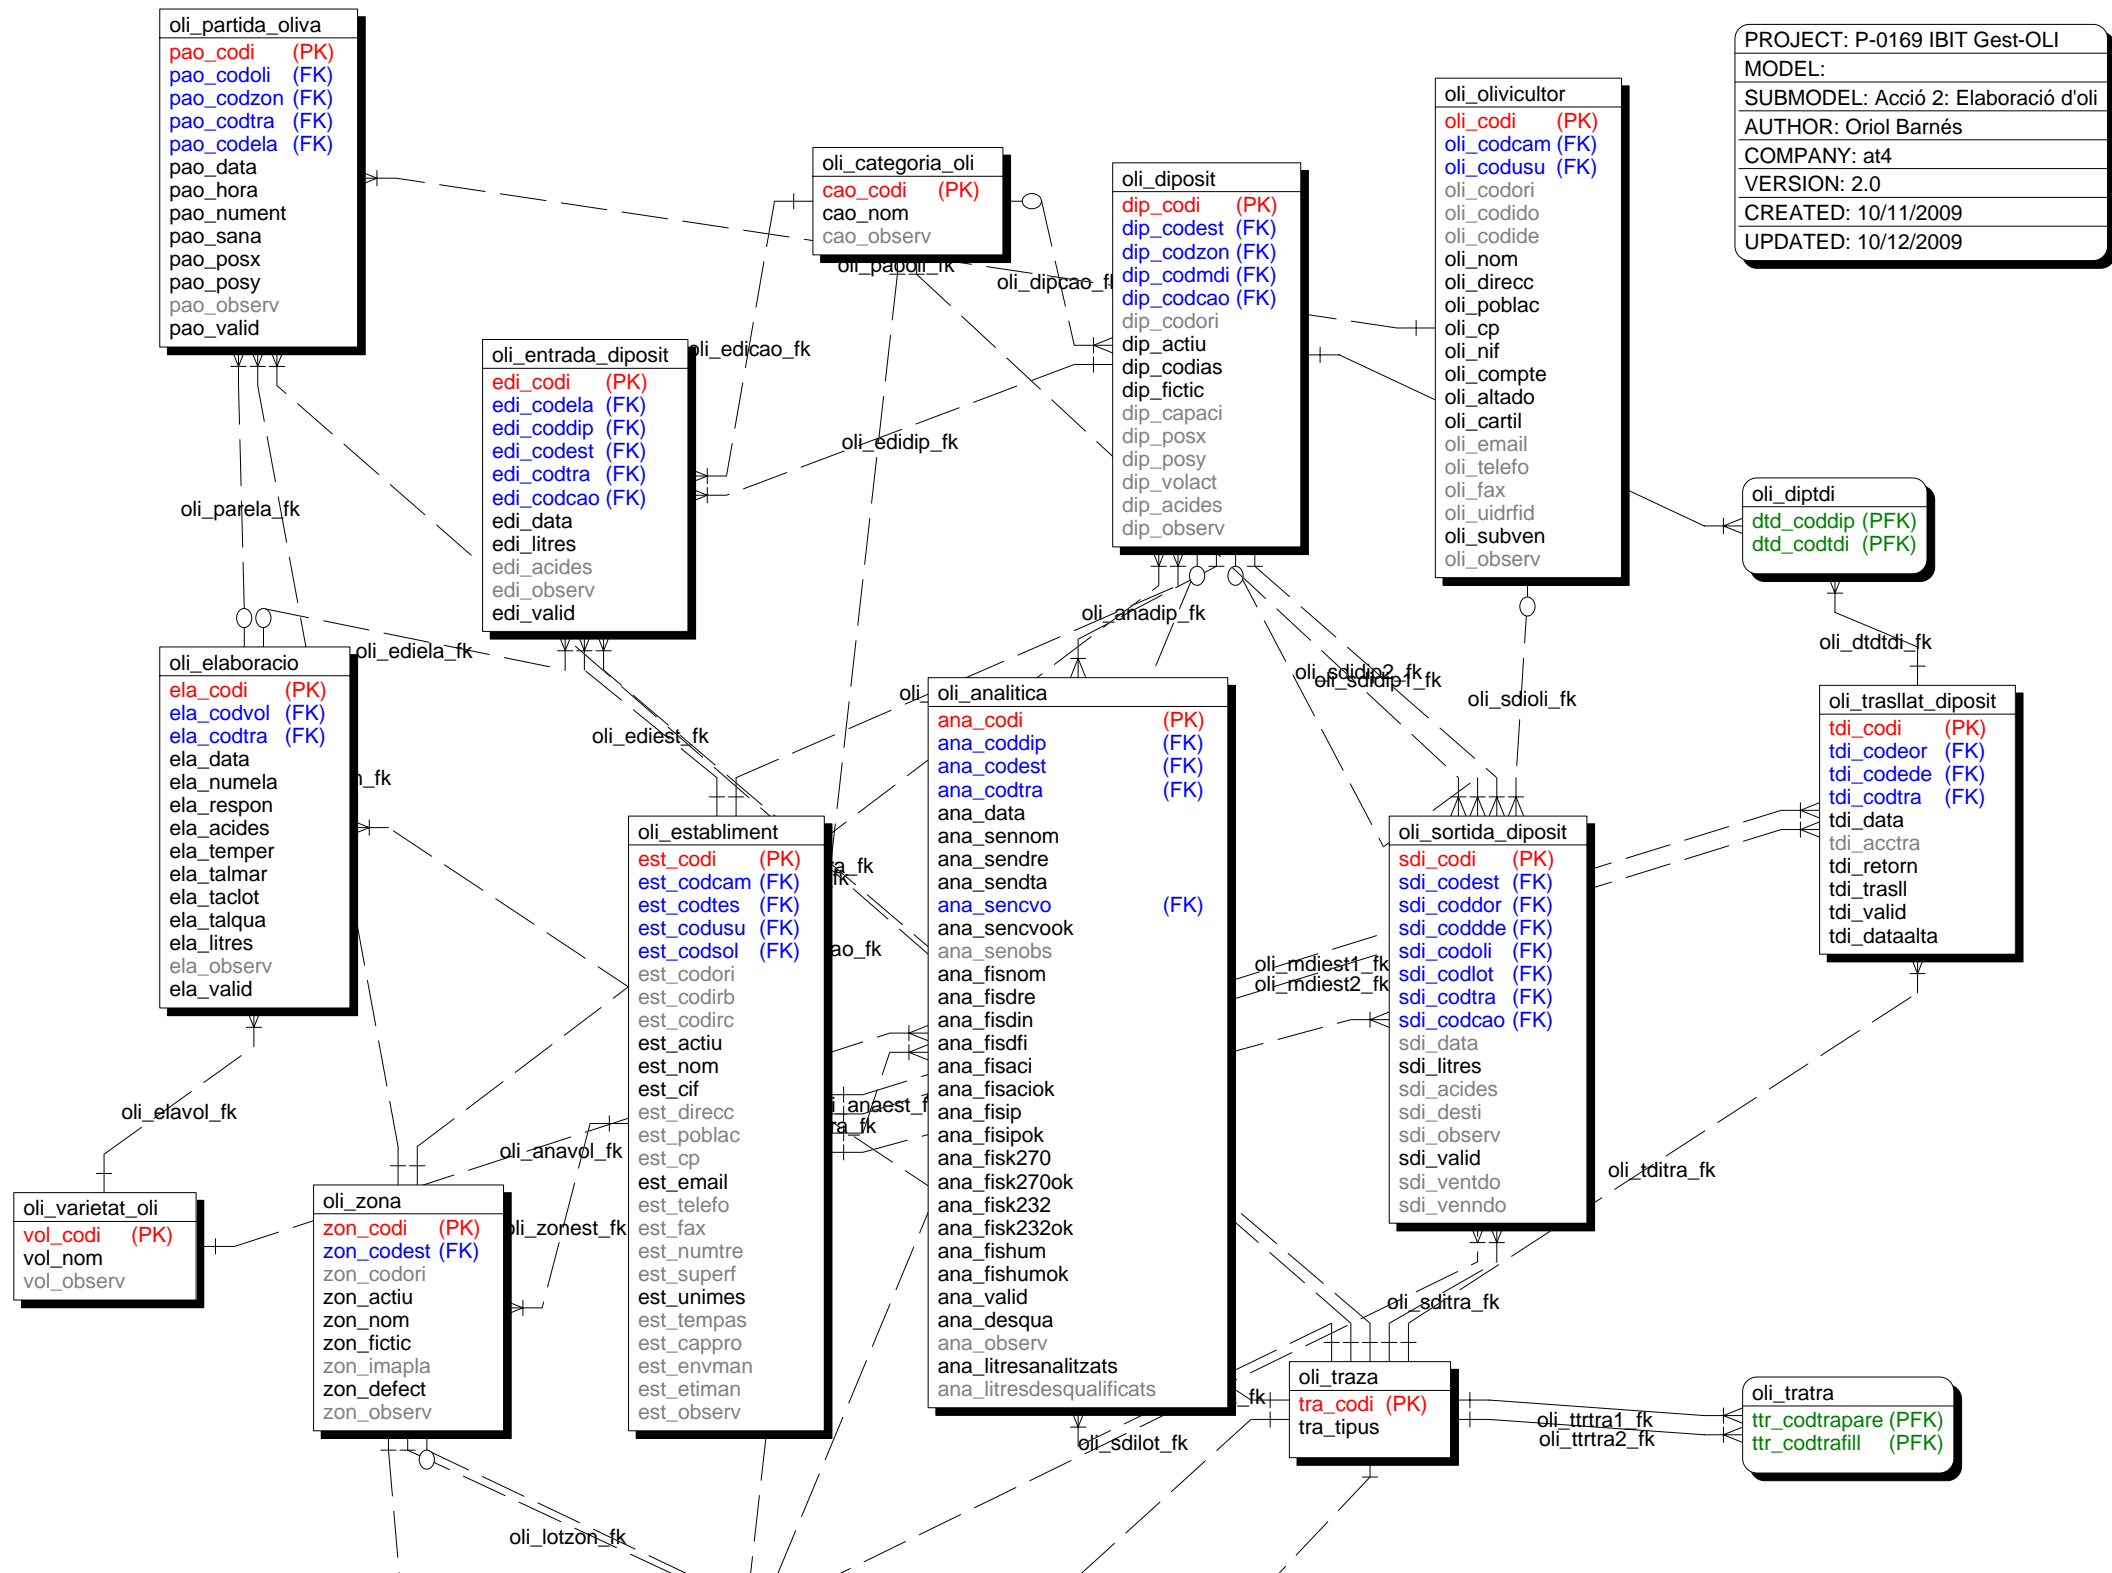 oli_partida_oliva
pao_codi (PK)
pao_codoli (FK)
pao_codzon (FK)
pao_codtra (FK)
pao_codela (FK)
pao_data
pao_hora
pao_nument
pao_sana
pao_posx
pao_posy
pao_observ
pao_valid
oli_categoria_oli
cao_codi (PK)
cao_nom
cao_observ
oli_diposit
dip_codi (PK)
dip_codest (FK)
dip_codzon (FK)
dip_codmdi (FK)
dip_codcao (FK)
dip_codori
dip_actiu
dip_codias
dip_fictic
dip_capaci
dip_posx
dip_posy
dip_volact
dip_acides
dip_observ
oli_olivicultor
oli_codi (PK)
oli_codcam (FK)
oli_codusu (FK)
oli_codori
oli_codido
oli_codide
oli_nom
oli_direcc
oli_poblac
oli_cp
oli_nif
oli_compte
oli_altado
oli_cartil
oli_email
oli_telefo
oli_fax
oli_uidrfid
oli_subven
oli_observ
PROJECT: P-0169 IBIT Gest-OLI
MODEL:
SUBMODEL: Acció 2: Elaboració d'oli
AUTHOR: Oriol Barnés
COMPANY: at4
VERSION: 2.0
CREATED: 10/11/2009
UPDATED: 10/12/2009
oli_paooli_fk
oli_dipcao_f
oli_edicao_fk
oli_edidip_fk
oli_entrada_diposit
edi_codi (PK)
edi_codela (FK)
edi_coddip (FK)
edi_codest (FK)
edi_codtra (FK)
edi_codcao (FK)
edi_data
edi_litres
edi_acides
edi_observ
edi_valid
oli_parela_fk
oli_ediela_fk
oli_ediest_fk
oli_anadip_fk
oli_sdidip2_fk
oli_sdidip1_fk
oli_sdioli_fk
oli_diptdi
dtd_coddip (PFK)
dtd_codtdi (PFK)
oli_dtdtdi_fk
oli_elaboracio
ela_codi (PK)
ela_codvol (FK)
ela_codtra (FK)
ela_data
ela_numela
ela_respon
ela_acides
ela_temper
ela_talmar
ela_taclot
ela_talqua
ela_litres
ela_observ
ela_valid
n_fk
oli_
oli_establiment
est_codi (PK)
est_codcam (FK)
est_codtes (FK)
est_codusu (FK)
est_codsol (FK)
est_codori
est_codirb
est_codirc
est_actiu
est_nom
est_cif
est_direcc
est_poblac
est_cp
est_email
est_telefo
est_fax
est_numtre
est_superf
est_unimes
est_tempas
est_cappro
est_envman
est_etiman
est_observ
a_fk
fk
ao_fk
i_anaest_f
ra_fk
oli_analitica
ana_codi (PK)
ana_coddip (FK)
ana_codest (FK)
ana_codtra (FK)
ana_data
ana_sennom
ana_sendre
ana_sendta
ana_sencvo (FK)
ana_sencvook
ana_senobs
ana_fisnom
ana_fisdre
ana_fisdin
ana_fisdfi
ana_fisaci
ana_fisaciok
ana_fisip
ana_fisipok
ana_fisk270
ana_fisk270ok
ana_fisk232
ana_fisk232ok
ana_fishum
ana_fishumok
ana_valid
ana_desqua
ana_observ
ana_litresanalitzats
ana_litresdesqualificats
oli_mdiest1_fk
oli_mdiest2_fk
oli_sortida_diposit
sdi_codi (PK)
sdi_codest (FK)
sdi_coddor (FK)
sdi_coddde (FK)
sdi_codoli (FK)
sdi_codlot (FK)
sdi_codtra (FK)
sdi_codcao (FK)
sdi_data
sdi_litres
sdi_acides
sdi_desti
sdi_observ
sdi_valid
sdi_ventdo
sdi_venndo
oli_trasllat_diposit
tdi_codi (PK)
tdi_codeor (FK)
tdi_codede (FK)
tdi_codtra (FK)
tdi_data
tdi_acctra
tdi_retorn
tdi_trasll
tdi_valid
tdi_dataalta
oli_tditra_fk
oli_elavol_fk
oli_anavol_fk
oli_zonest_fk
oli_varietat_oli
vol_codi (PK)
vol_nom
vol_observ
oli_zona
zon_codi (PK)
zon_codest (FK)
zon_codori
zon_actiu
zon_nom
zon_fictic
zon_imapla
zon_defect
zon_observ
oli_sditra_fk
oli_traza
tra_codi (PK)
tra_tipus
fk
oli_sdilot_fk
oli_ttrtra1_fk
oli_ttrtra2_fk
oli_tratra
ttr_codtrapare (PFK)
ttr_codtrafill (PFK)
oli_lotzon_fk